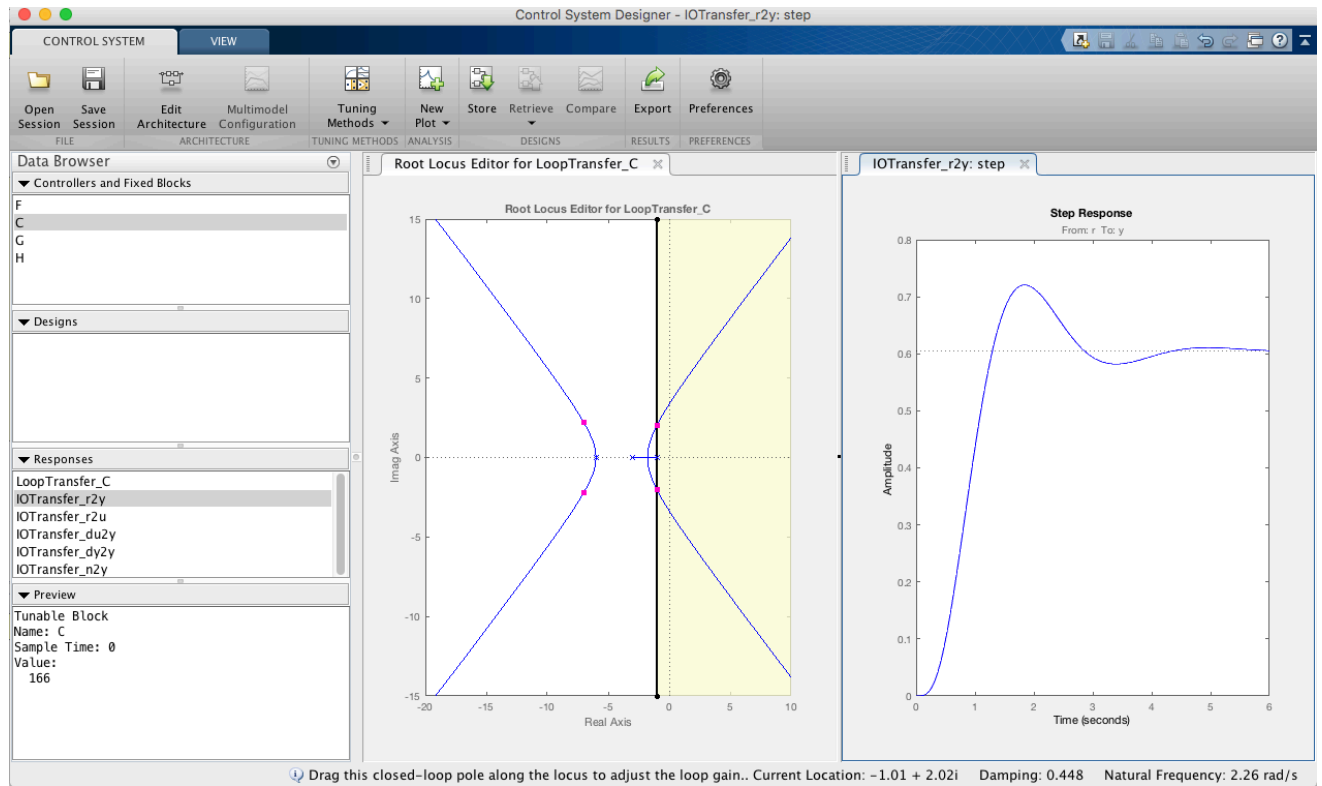 Control System Designer - IOTransfer_r2y: step
CONTROL SYSTEM
VIEW
Open Session
Save Session
Edit Architecture
Multimodel Configuration
Tuning Methods
New Plot
Store
Retrieve
Compare
Export
Preferences
FILE
ARCHITECTURE
TUNING METHODS
ANALYSIS
DESIGNS
RESULTS
PREFERENCES
Data Browser
Controllers and Fixed Blocks
F
C
G
H
Designs
Responses
LoopTransfer_C
IOTransfer_r2y
IOTransfer_r2u
IOTransfer_du2y
IOTransfer_dy2y
IOTransfer_n2y
Preview
Tunable Block
Name: C
Sample Time: 0
Value:
166
Root Locus Editor for LoopTransfer_C
Root Locus Editor for LoopTransfer_C
Imag Axis
15
10
5
0
-5
-10
-15
-20
-15
-10
-5
0
5
10
Real Axis
IOTransfer_r2y: step
Step Response
From: r To: y
Amplitude
0.8
0.7
0.6
0.5
0.4
0.3
0.2
0.1
0
0
1
2
3
4
5
6
Time (seconds)
Drag this closed-loop pole along the locus to adjust the loop gain.. Current Location: -1.01 + 2.02i Damping: 0.448 Natural Frequency: 2.26 rad/s